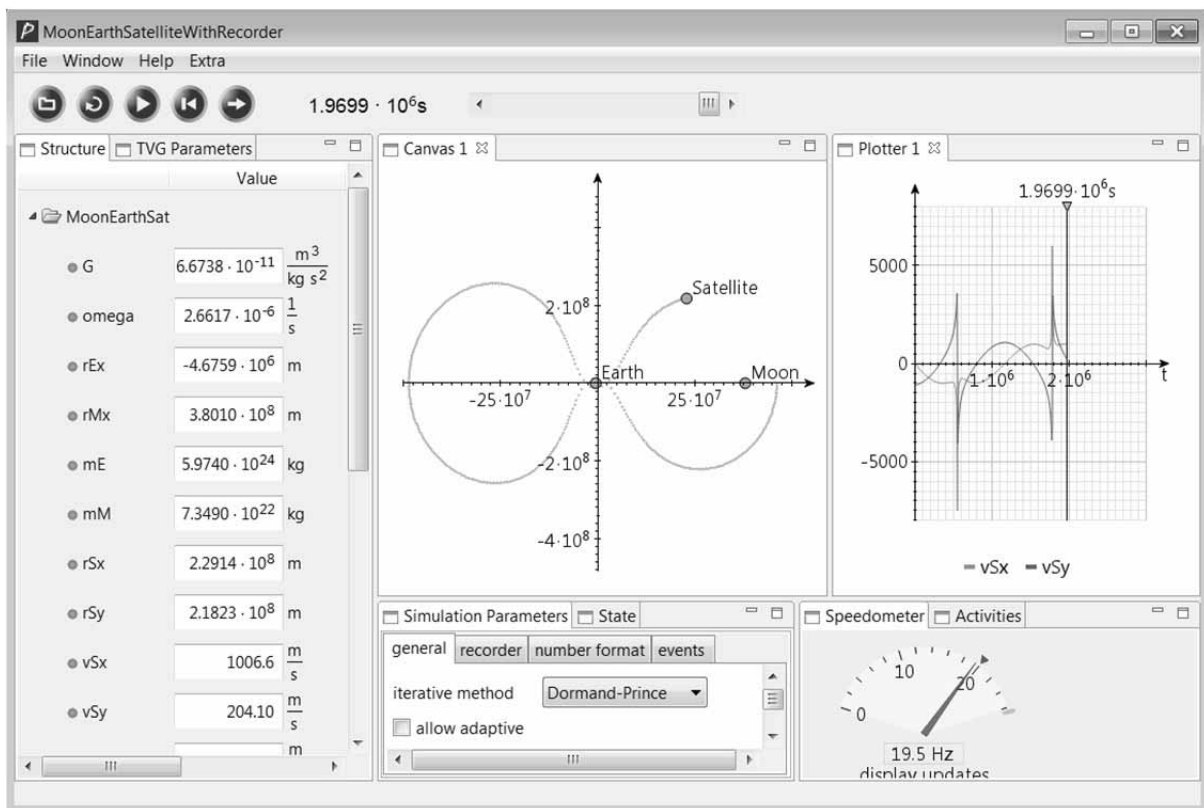 MoonEarthSatelliteWithRecorder
File Window Help Extra
1.9699 · 10⁶s
Structure TVG Parameters
Value
MoonEarthSat
G 6.6738 · 10⁻¹¹ m³/kg s²
omega 2.6617 · 10⁻⁶ 1/s
rEx -4.6759 · 10⁶ m
rMx 3.8010 · 10⁸ m
mE 5.9740 · 10²⁴ kg
mM 7.3490 · 10²² kg
rSx 2.2914 · 10⁸ m
rSy 2.1823 · 10⁸ m
vSx 1006.6 m/s
vSy 204.10 m/s
m
Canvas 1
Satellite
2·10⁸
Earth
Moon
-25·10⁷
25·10⁷
-2·10⁸
-4·10⁸
Plotter 1
1.9699·10⁶s
5000
0
1·10⁶
2·10⁶
t
-5000
vSx vSy
Simulation Parameters State
general recorder number format events
iterative method Dormand-Prince
allow adaptive
Speedometer Activities
0
10
20
19.5 Hz
display updates